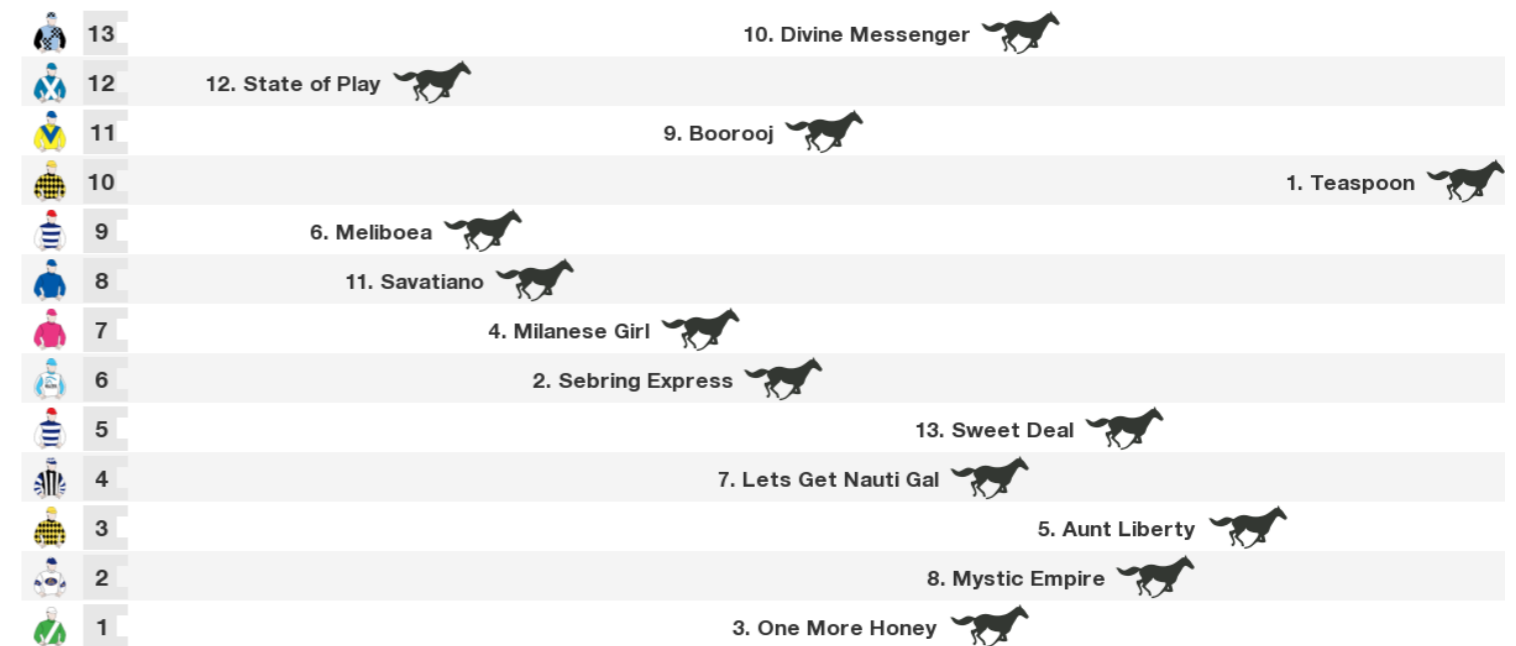 13 10. Divine Messenger
12 12. State of Play
11 9. Boorooj
10 1. Teaspoon
9 6. Meliboea
8 11. Savatiano
7 4. Milanese Girl
6 2. Sebring Express
5 13. Sweet Deal
4 7. Lets Get Nauti Gal
3 5. Aunt Liberty
2 8. Mystic Empire
1 3. One More Honey